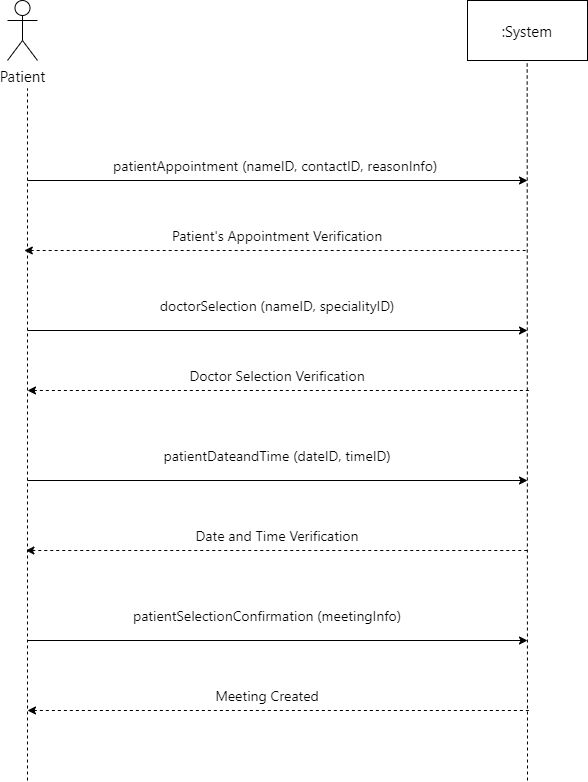 Patient
:System
patientAppointment (nameID, contactID, reasonInfo)
Patient's Appointment Verification
doctorSelection (nameID, specialityID)
Doctor Selection Verification
patientDateandTime (dateID, timeID)
Date and Time Verification
patientSelectionConfirmation (meetingInfo)
Meeting Created